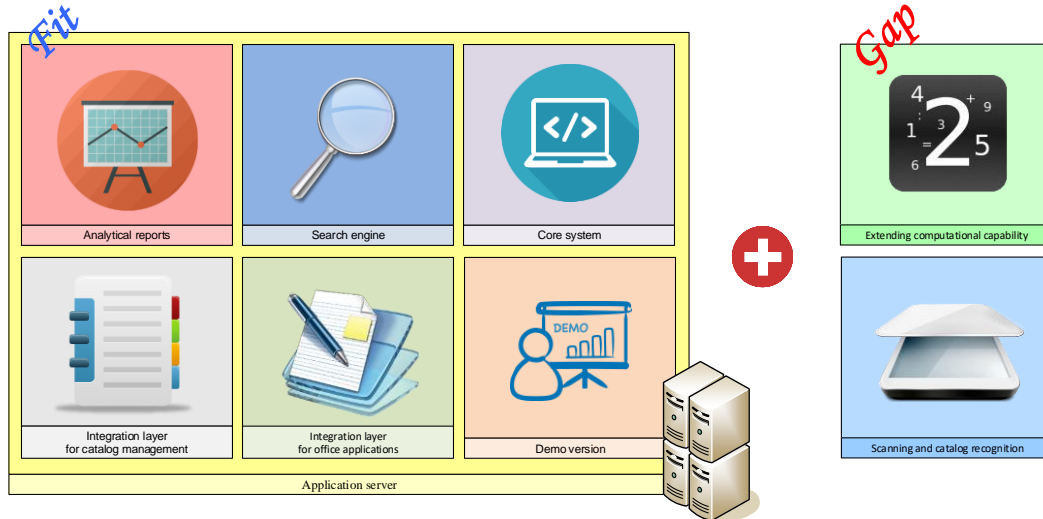 Fit
Gap
</>
4 + 9
: 3
1 2 5
=
6
Analytical reports
Search engine
Core system
Extending computational capability
DEMO
Integration layer
for catalog management
Integration layer
for office applications
Demo version
Scanning and catalog recognition
Application server